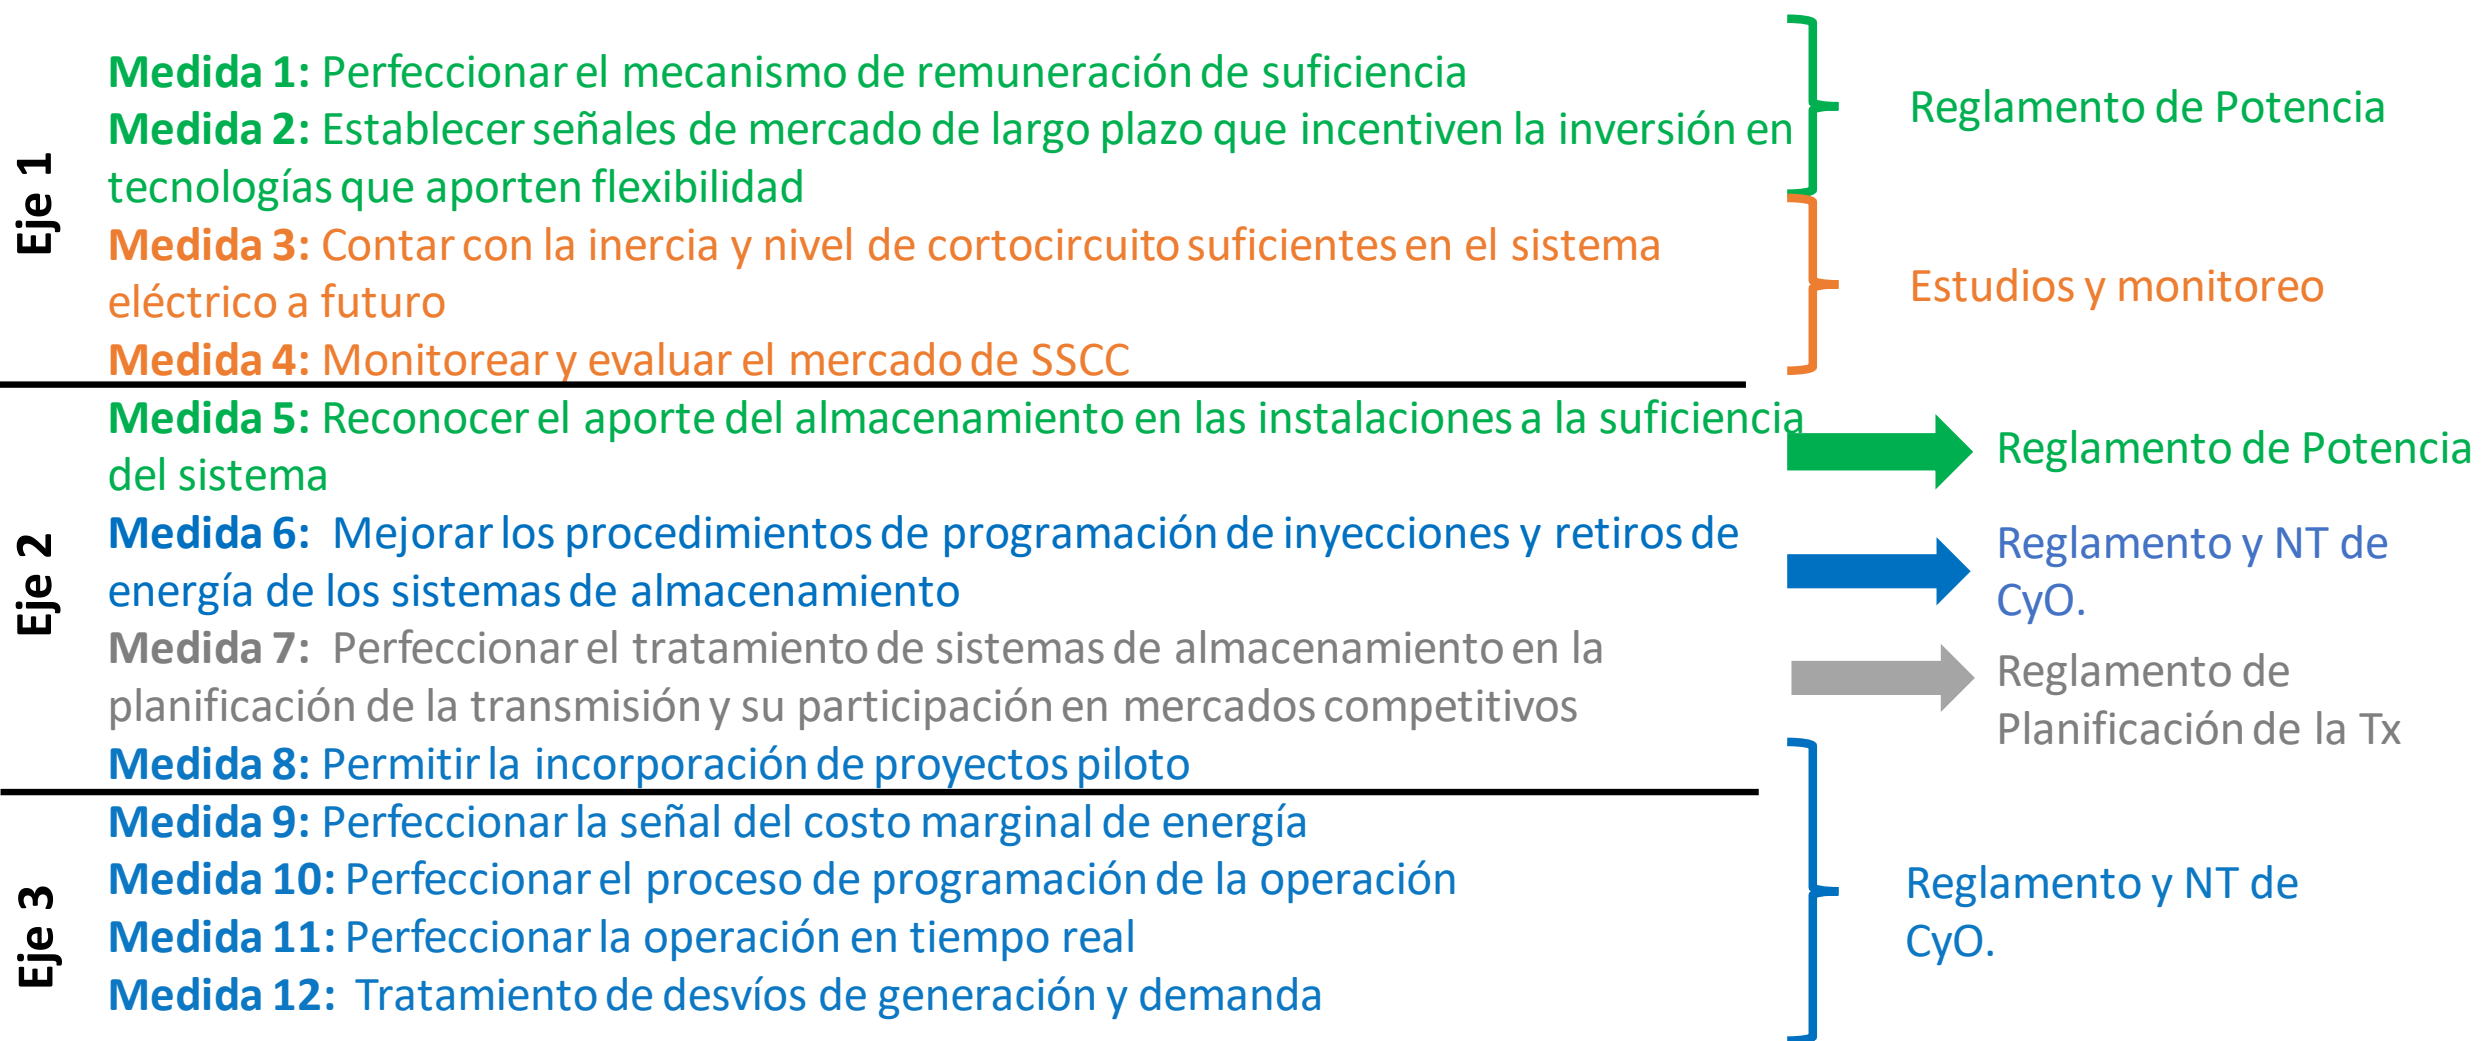 Eje 1
Medida 1: Perfeccionar el mecanismo de remuneración de suficiencia
Medida 2: Establecer señales de mercado de largo plazo que incentiven la inversión en
tecnologías que aporten flexibilidad
Reglamento de Potencia
Medida 3: Contar con la inercia y nivel de cortocircuito suficientes en el sistema
eléctrico a futuro
Medida 4: Monitorear y evaluar el mercado de SSCC
Estudios y monitoreo
Eje 2
Medida 5: Reconocer el aporte del almacenamiento en las instalaciones a la suficiencia
del sistema
Reglamento de Potencia
Medida 6: Mejorar los procedimientos de programación de inyecciones y retiros de
energía de los sistemas de almacenamiento
Reglamento y NT de
CyO.
Medida 7: Perfeccionar el tratamiento de sistemas de almacenamiento en la
planificación de la transmisión y su participación en mercados competitivos
Reglamento de
Planificación de la Tx
Medida 8: Permitir la incorporación de proyectos piloto
Eje 3
Medida 9: Perfeccionar la señal del costo marginal de energía
Medida 10: Perfeccionar el proceso de programación de la operación
Medida 11: Perfeccionar la operación en tiempo real
Medida 12: Tratamiento de desvíos de generación y demanda
Reglamento y NT de
CyO.